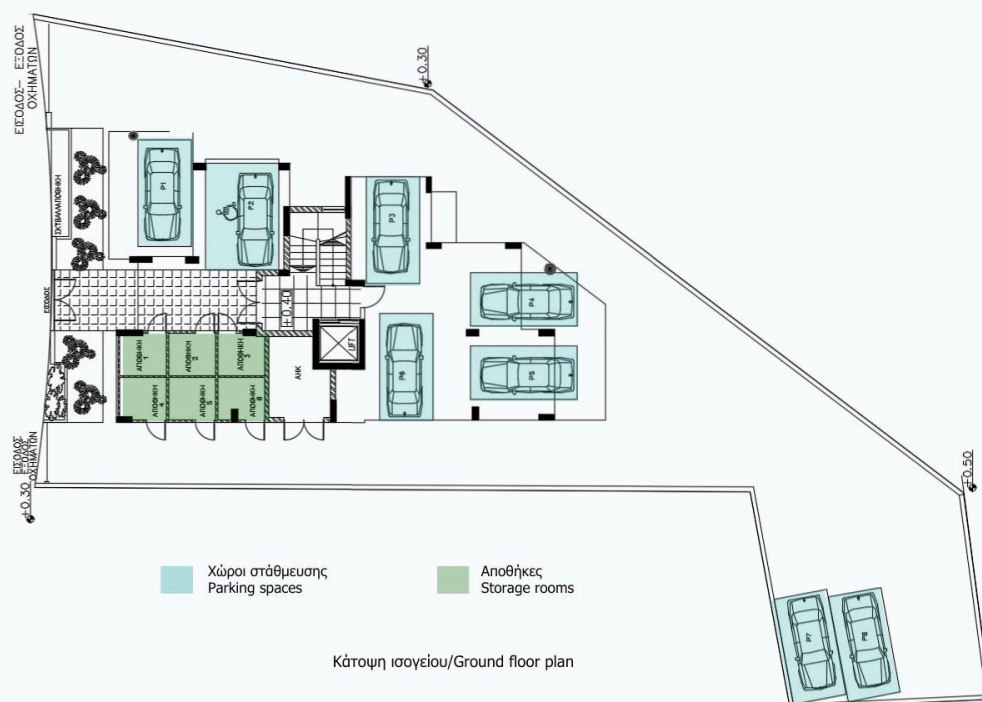 ΕΙΣΟΔΟΣ– ΕΞΟΔΟΣ
ΟΧΗΜΑΤΩΝ
+0.30
ΣΚΥΒΑΛΑΠΟΘΗΚΗ
P1
P2
P3
P4
ΕΙΣΟΔΟΣ
+0.40
LIFT
P5
P6
ΑΠΟΘΗΚΗ
1
ΑΠΟΘΗΚΗ
2
ΑΠΟΘΗΚΗ
3
ΑΠΟΘΗΚΗ
4
ΑΠΟΘΗΚΗ
5
ΑΠΟΘΗΚΗ
6
ΑΗΚ
ΕΙΣΟΔΟΣ
ΕΞΟΔΟΣ
ΟΧΗΜΑΤΩΝ
+0.30
+0.50
Χώροι στάθμευσης
Parking spaces
Αποθήκες
Storage rooms
P7
P8
Κάτοψη ισογείου/Ground floor plan